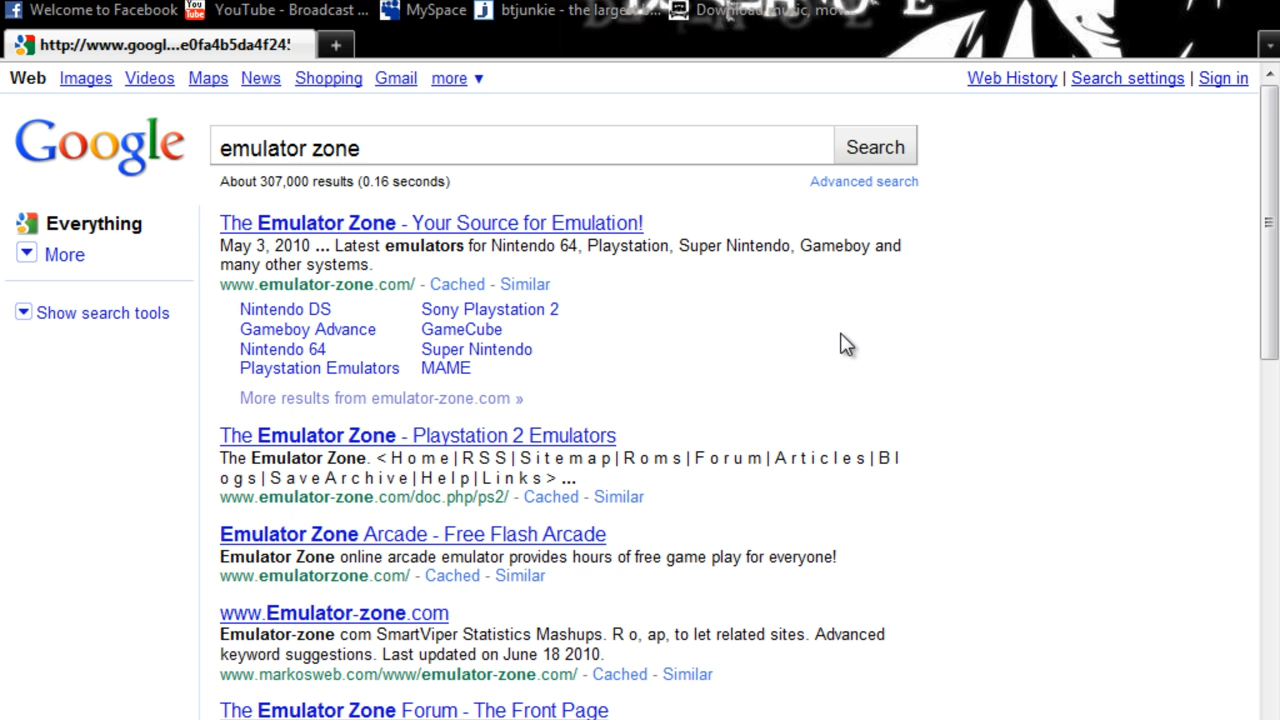 Welcome to Facebook You Tube YouTube - Broadcast ... MySpace btjunkie - the largest b... Download music, mov...
http://www.googl...e0fa4b5da4f24! +
Web Images Videos Maps News Shopping Gmail more ▼ Web History | Search settings | Sign in
Google emulator zone Search
About 307,000 results (0.16 seconds) Advanced search
Everything
More
Show search tools
The Emulator Zone - Your Source for Emulation!
May 3, 2010 ... Latest emulators for Nintendo 64, Playstation, Super Nintendo, Gameboy and
many other systems.
www.emulator-zone.com/ - Cached - Similar
Nintendo DS Sony Playstation 2
Gameboy Advance GameCube
Nintendo 64 Super Nintendo
Playstation Emulators MAME
More results from emulator-zone.com »
The Emulator Zone - Playstation 2 Emulators
The Emulator Zone. < H o m e | R S S | S i t e m a p | R o m s | F o r u m | A r t i c l e s | B l
o g s | S a v e A r c h i v e | H e l p | L i n k s > ...
www.emulator-zone.com/doc.php/ps2/ - Cached - Similar
Emulator Zone Arcade - Free Flash Arcade
Emulator Zone online arcade emulator provides hours of free game play for everyone!
www.emulatorzone.com/ - Cached - Similar
www.Emulator-zone.com
Emulator-zone com SmartViper Statistics Mashups. R o, ap, to let related sites. Advanced
keyword suggestions. Last updated on June 18 2010.
www.markosweb.com/www/emulator-zone.com/ - Cached - Similar
The Emulator Zone Forum - The Front Page